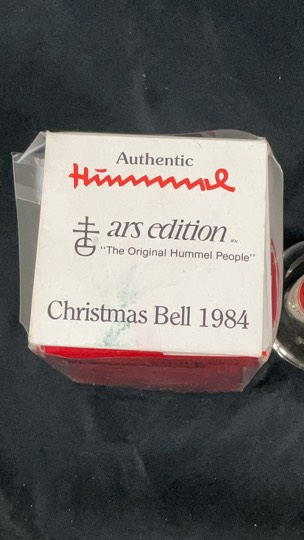 Authentic
Hummel
ars edition
"The Original Hummel People"
Christmas Bell 1984